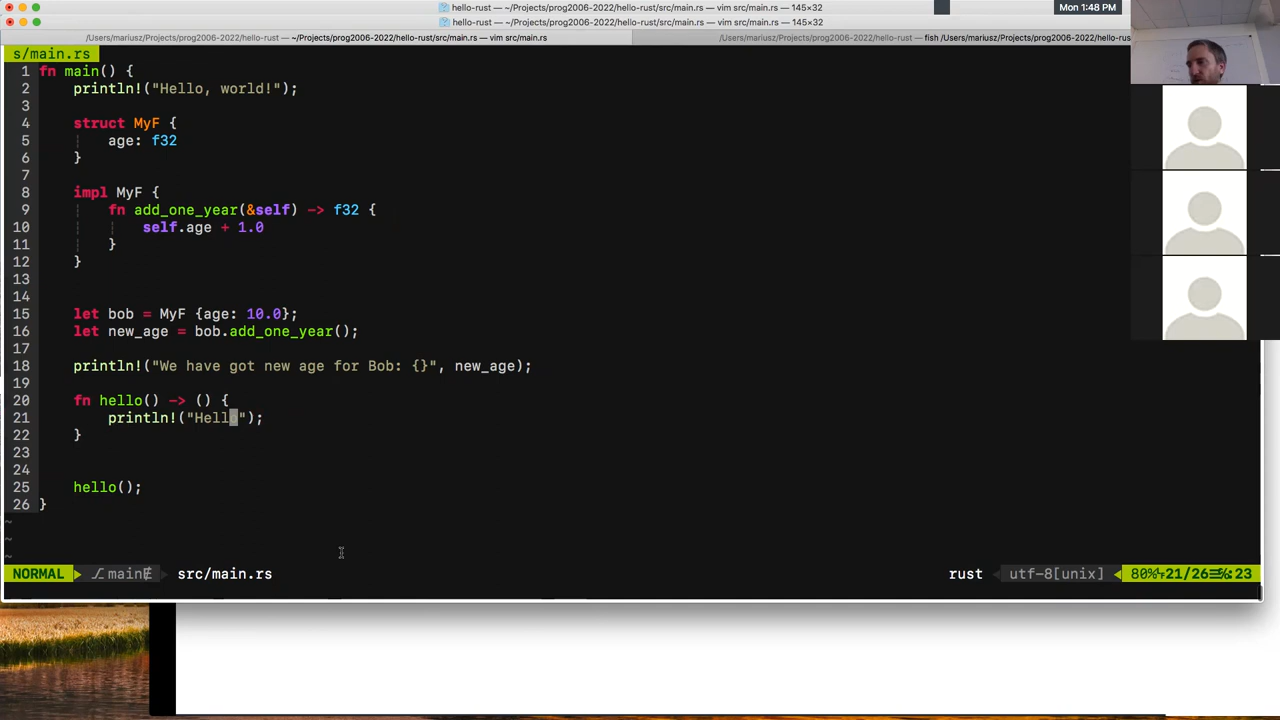 hello-rust — ~/Projects/prog2006-2022/hello-rust/src/main.rs — vim src/main.rs — 145×32
Mon 1:48 PM
hello-rust — ~/Projects/prog2006-2022/hello-rust/src/main.rs — vim src/main.rs — 145×32
/Users/mariusz/Projects/prog2006-2022/hello-rust — ~/Projects/prog2006-2022/hello-rust/src/main.rs — vim src/main.rs
/Users/mariusz/Projects/prog2006-2022/hello-rust — fish /Users/mariusz/Projects/prog2006-2022/hello-rus
s/main.rs
1 fn main() {
2     println!("Hello, world!");
3
4     struct MyF {
5         age: f32
6     }
7
8     impl MyF {
9         fn add_one_year(&self) -> f32 {
10             self.age + 1.0
11         }
12     }
13
14
15     let bob = MyF {age: 10.0};
16     let new_age = bob.add_one_year();
17
18     println!("We have got new age for Bob: {}", new_age);
19
20     fn hello() -> () {
21         println!("Hello");
22     }
23
24
25     hello();
26 }
~
~
~
NORMAL main src/main.rs rust utf-8[unix] 80% 21/26 23